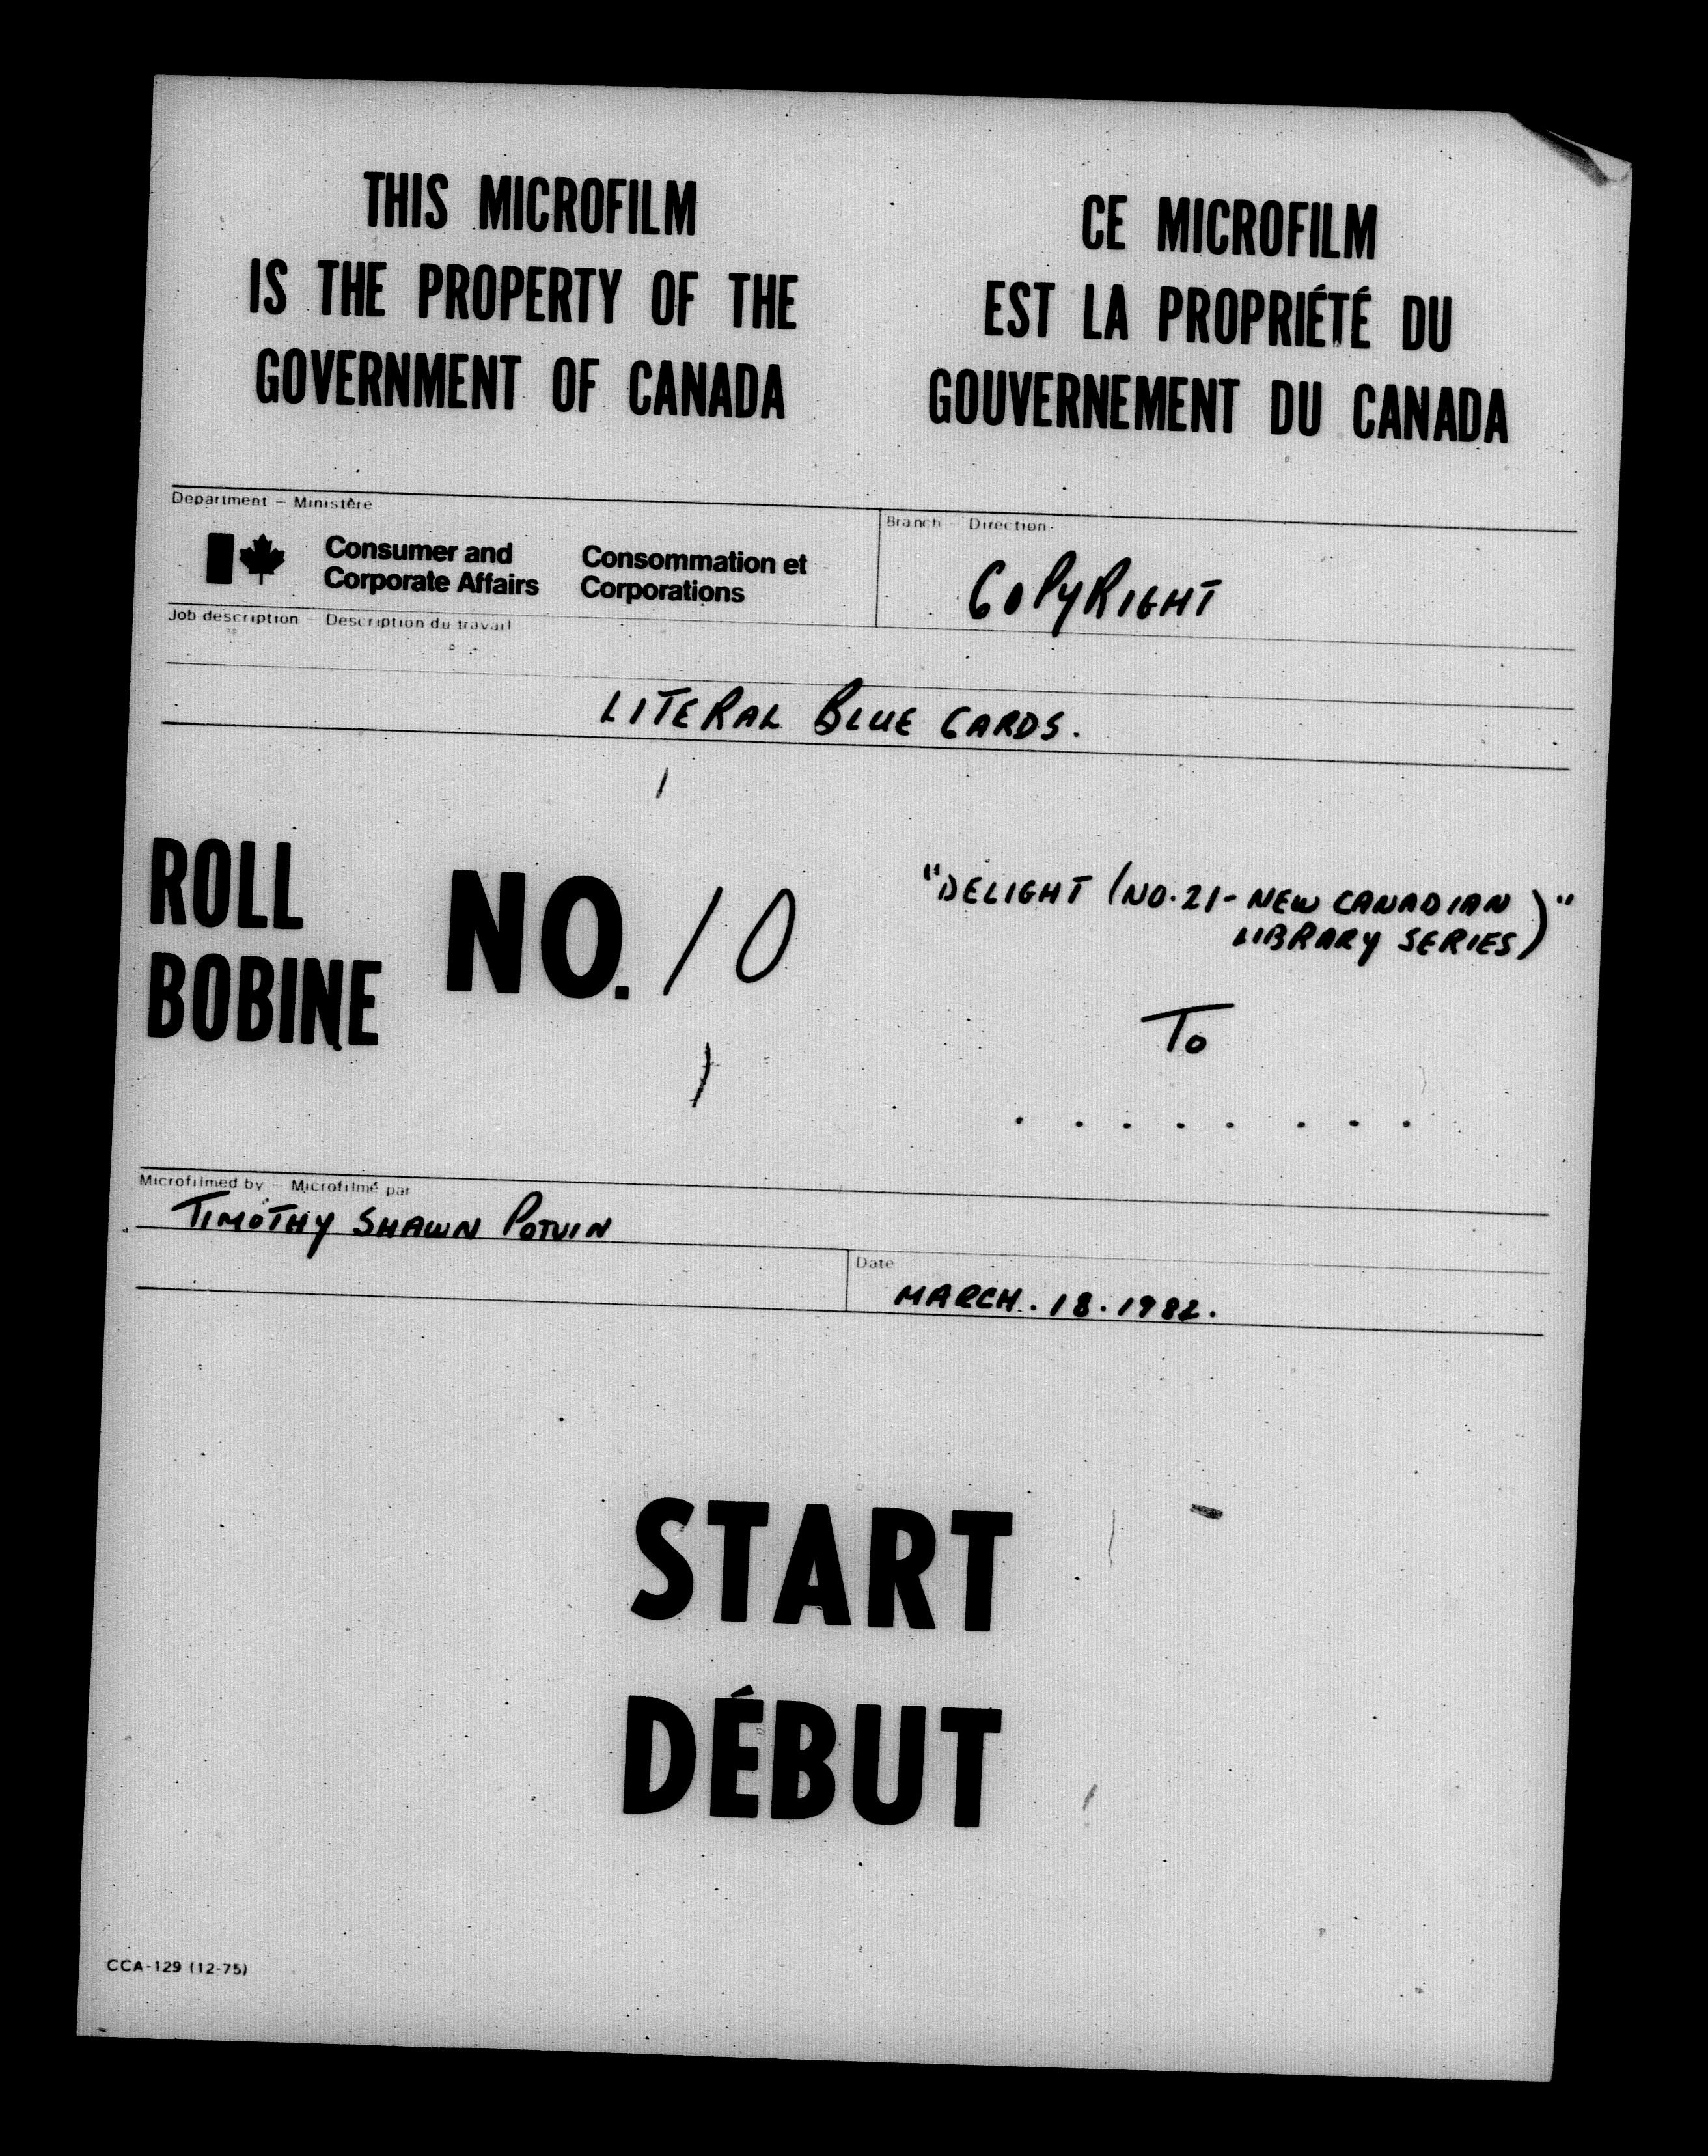 THIS MICROFILM
IS THE PROPERTY OF THE
GOVERNMENT OF CANADA
CE MICROFILM
EST LA PROPRIÉTÉ DU
GOUVERNEMENT DU CANADA
Department – Ministère
Consumer and
Corporate Affairs
Consommation et
Corporations
Branch – Direction
COPYRIGHT
Job description – Description du travail
LITERAL BLUE CARDS.
ROLL
BOBINE
NO. 10
"DELIGHT (NO. 21 - NEW CANADIAN
LIBRARY SERIES)"
TO
. . . . . . . .
Microfilmed by – Microfilmé par
TIMOTHY SHAWN POTVIN
Date
MARCH. 18. 1982.
START
DÉBUT
CCA-129 (12-75)